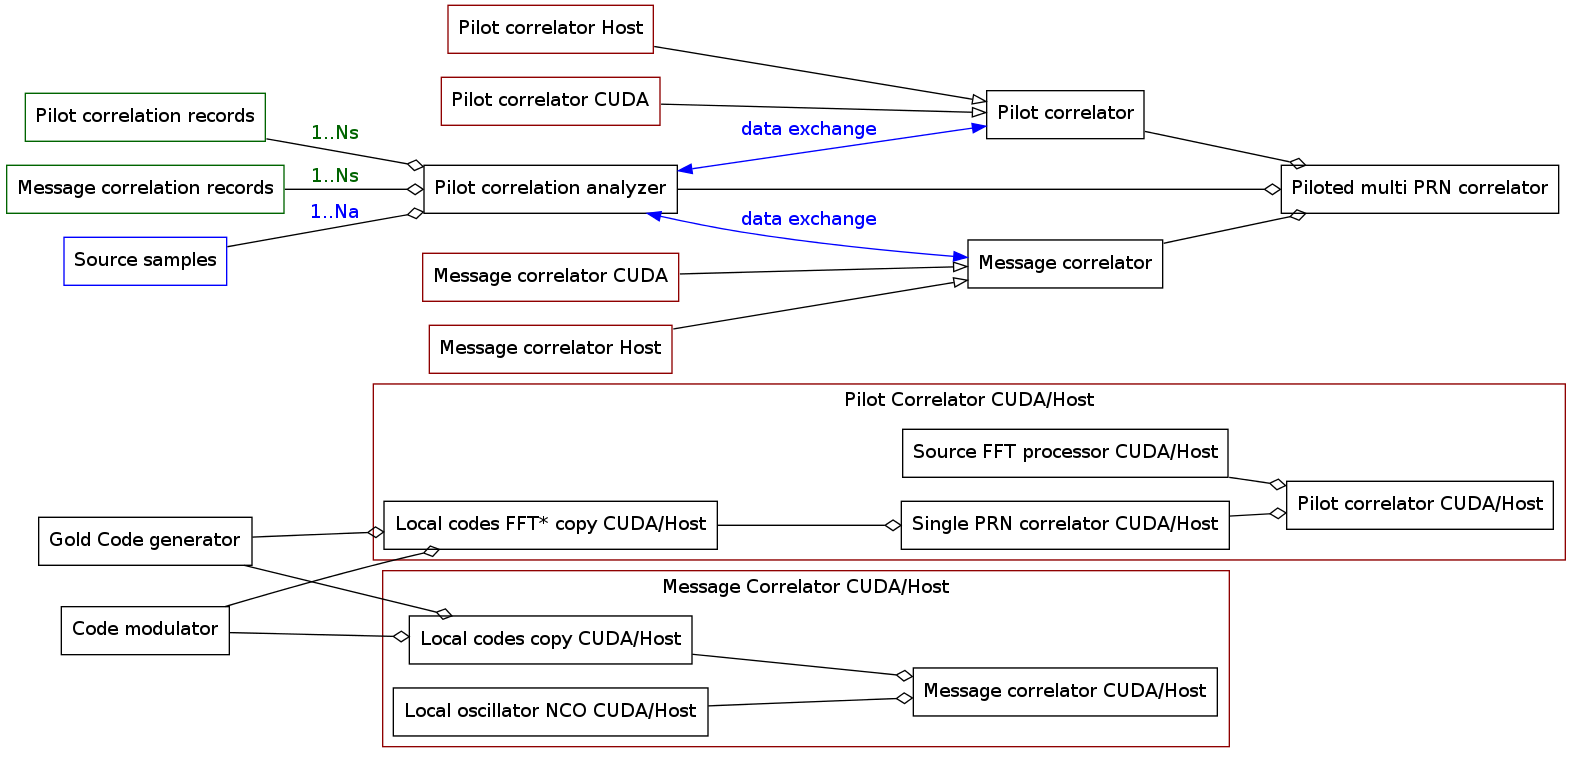 Pilot correlator Host
Pilot correlator CUDA
Pilot correlation records
1..Ns
data exchange
Pilot correlator
Message correlation records
1..Ns
Pilot correlation analyzer
Piloted multi PRN correlator
1..Na
data exchange
Source samples
Message correlator CUDA
Message correlator
Message correlator Host
Pilot Correlator CUDA/Host
Source FFT processor CUDA/Host
Pilot correlator CUDA/Host
Gold Code generator
Local codes FFT* copy CUDA/Host
Single PRN correlator CUDA/Host
Message Correlator CUDA/Host
Code modulator
Local codes copy CUDA/Host
Message correlator CUDA/Host
Local oscillator NCO CUDA/Host